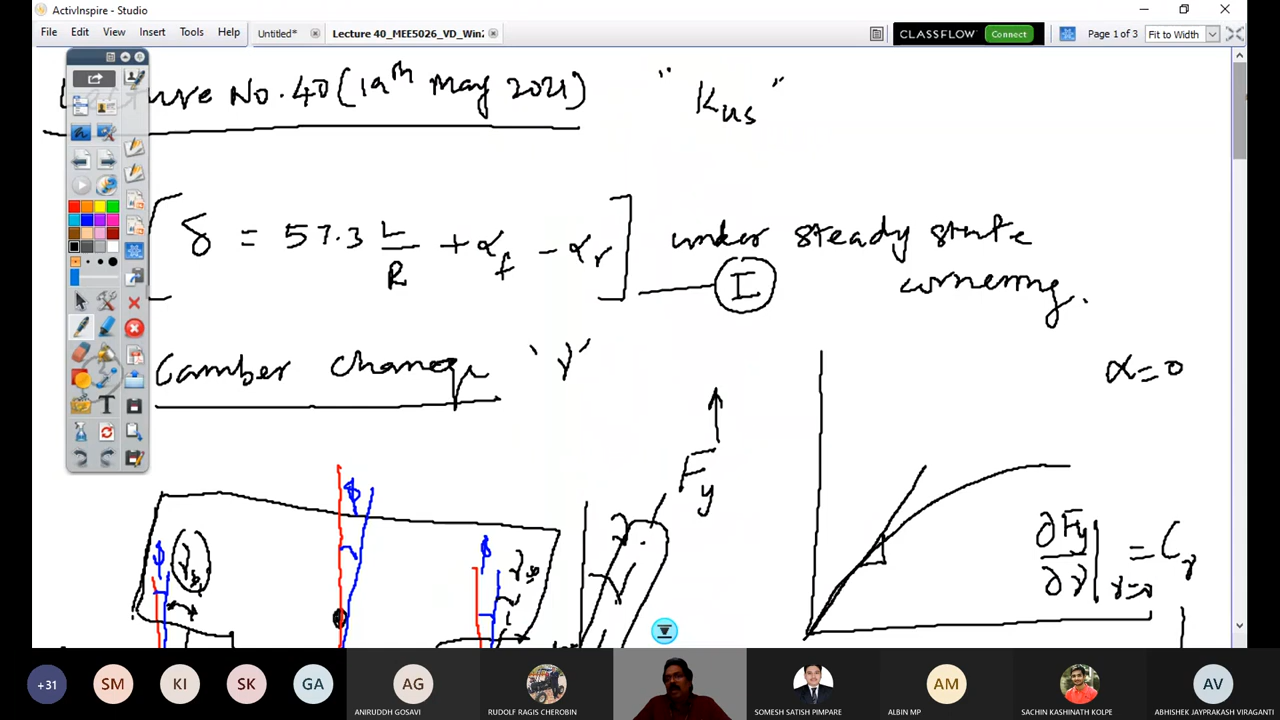 ActivInspire - Studio
File Edit View Insert Tools Help
Untitled* Lecture 40_MEE5026_VD_Win2
CLASSFLOW Connect
Page 1 of 3 Fit to Width
Lecture No. 40 (19th May 2021) "Kus"
δ = 57.3 L/R + αf - αr under steady state
I cornering.
Camber change 'γ'
α=0
Fy
φ
φ γ φ γ γ
∂Fy/∂γ | γ=0 = Cγ
+31 SM KI SK GA AG AM AV
ANIRUDDH GOSAVI RUDOLF RAGIS CHEROBIN SOMESH SATISH PIMPARE ALBIN MP SACHIN KASHINATH KOLPE ABHISHEK JAYPRAKASH VIRAGANTI